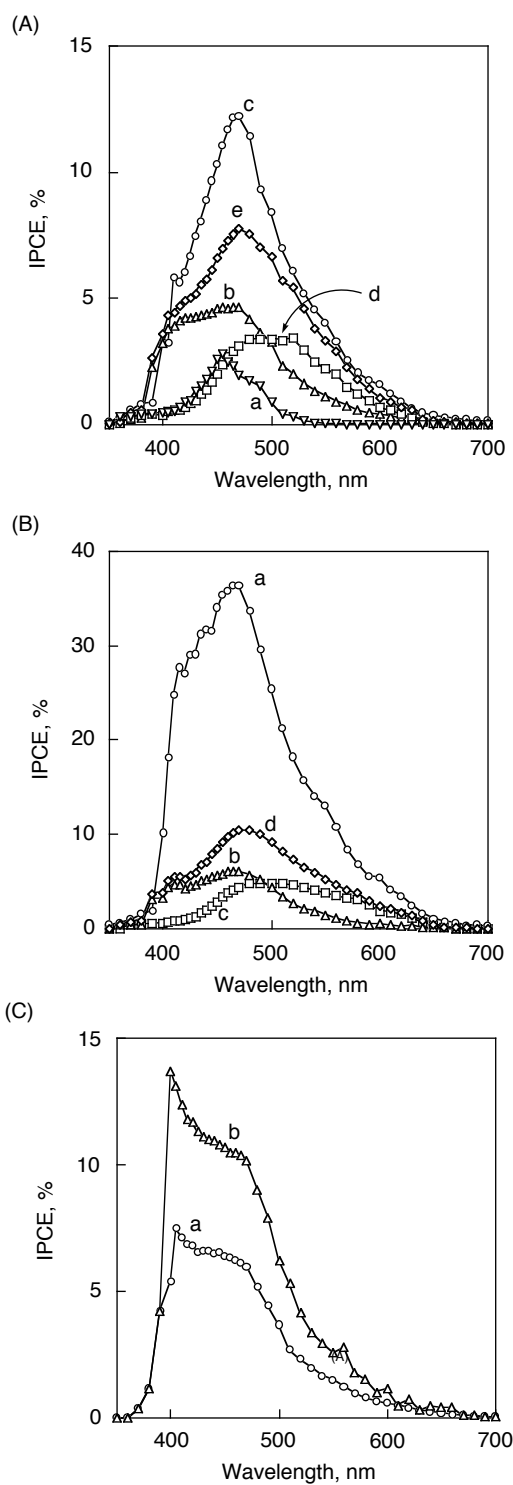 (A)
15
10
5
0
IPCE, %
c
e
b
d
a
400
500
600
700
Wavelength, nm
(B)
40
30
20
10
0
IPCE, %
a
d
b
c
400
500
600
700
Wavelength, nm
(C)
15
10
5
0
IPCE, %
b
a
(A)
400
500
600
700
Wavelength, nm